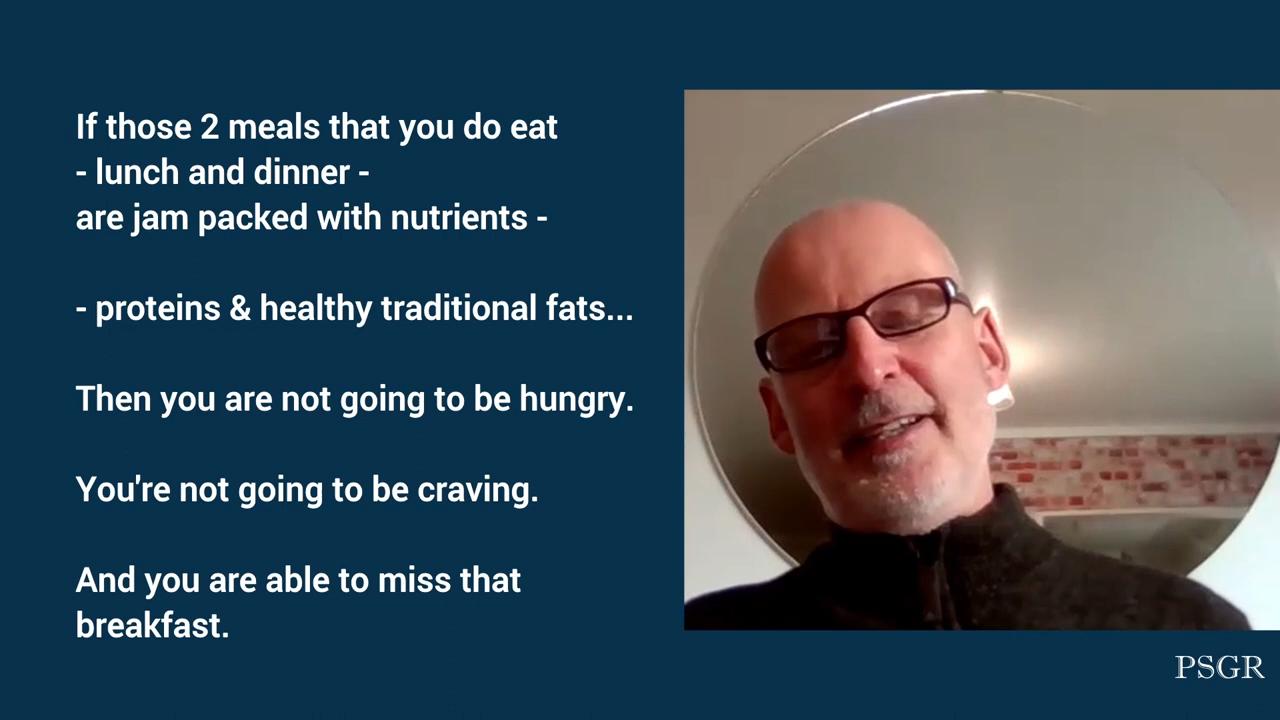 If those 2 meals that you do eat
- lunch and dinner -
are jam packed with nutrients -
- proteins & healthy traditional fats...
Then you are not going to be hungry.
You're not going to be craving.
And you are able to miss that
breakfast.
PSGR